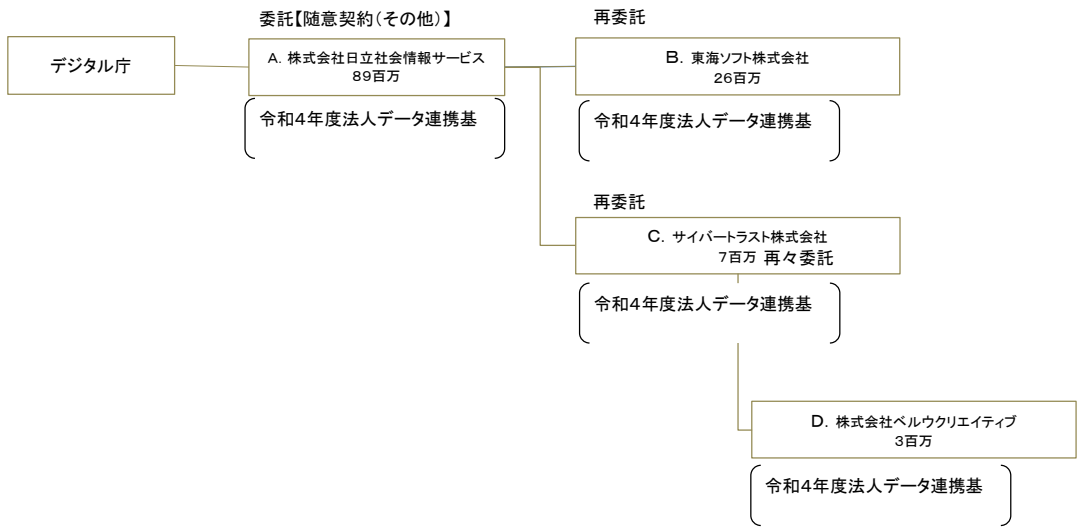 委託【随意契約（その他）】
デジタル庁
A．株式会社日立社会情報サービス
89百万
令和4年度法人データ連携基
再委託
B．東海ソフト株式会社
26百万
令和4年度法人データ連携基
再委託
C．サイバートラスト株式会社
7百万 再々委託
令和4年度法人データ連携基
D．株式会社ベルウクリエイティブ
3百万
令和4年度法人データ連携基